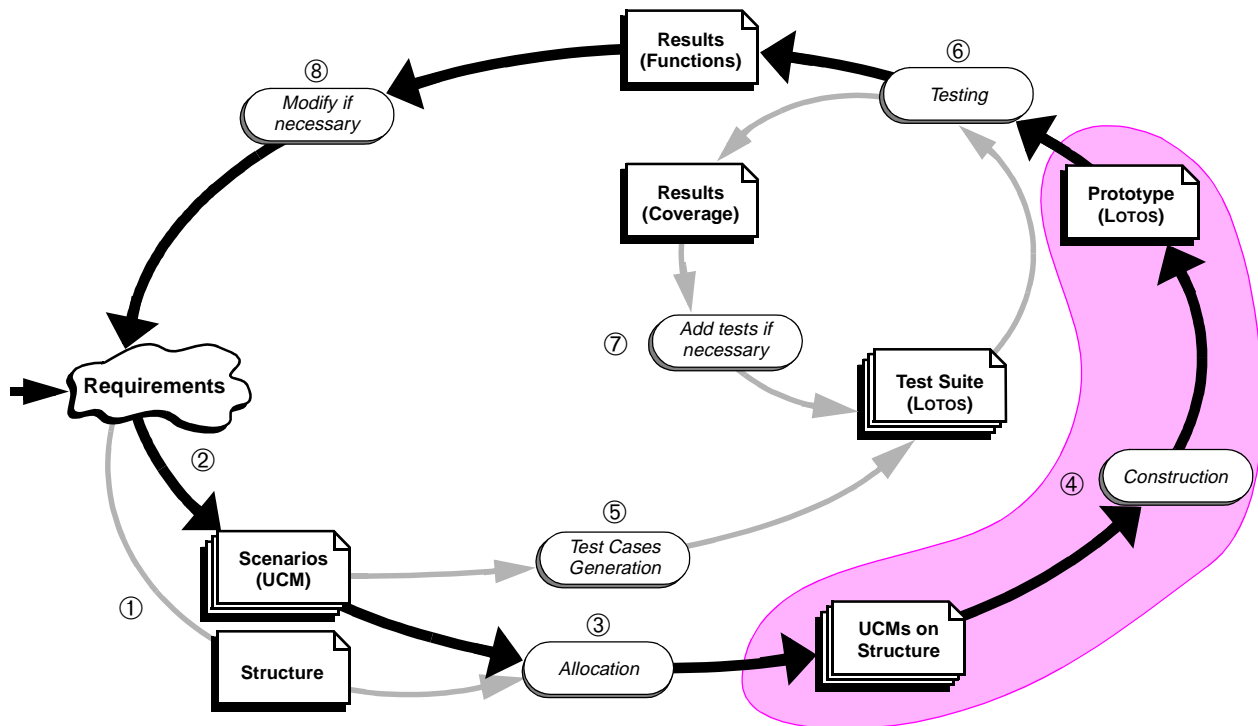 Results
(Functions)
⑥
Testing
⑧
Modify if
necessary
Results
(Coverage)
Prototype
(LOTOS)
⑦
Add tests if
necessary
Requirements
Test Suite
(LOTOS)
②
④
Construction
⑤
Test Cases
Generation
Scenarios
(UCM)
①
③
Structure
Allocation
UCMs on
Structure